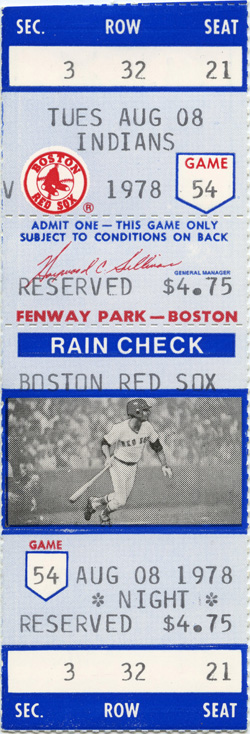 SEC. ROW SEAT
3 32 21
TUES AUG 08
INDIANS
BOSTON
RED SOX
®
V 1978
GAME
54
ADMIT ONE — THIS GAME ONLY
SUBJECT TO CONDITIONS ON BACK
Haywood C. Sullivan
GENERAL MANAGER
RESERVED $4.75
FENWAY PARK — BOSTON
RAIN CHECK
BOSTON RED SOX
RED SOX
GAME
54
AUG 08 1978
* NIGHT *
RESERVED $4.75
3 32 21
SEC. ROW SEAT